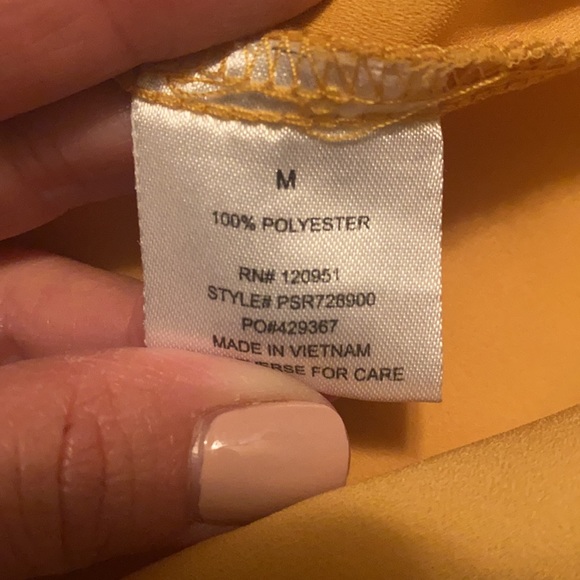 M
100% POLYESTER
RN# 120951
STYLE# PSR728900
PO#429367
MADE IN VIETNAM
FOR CARE